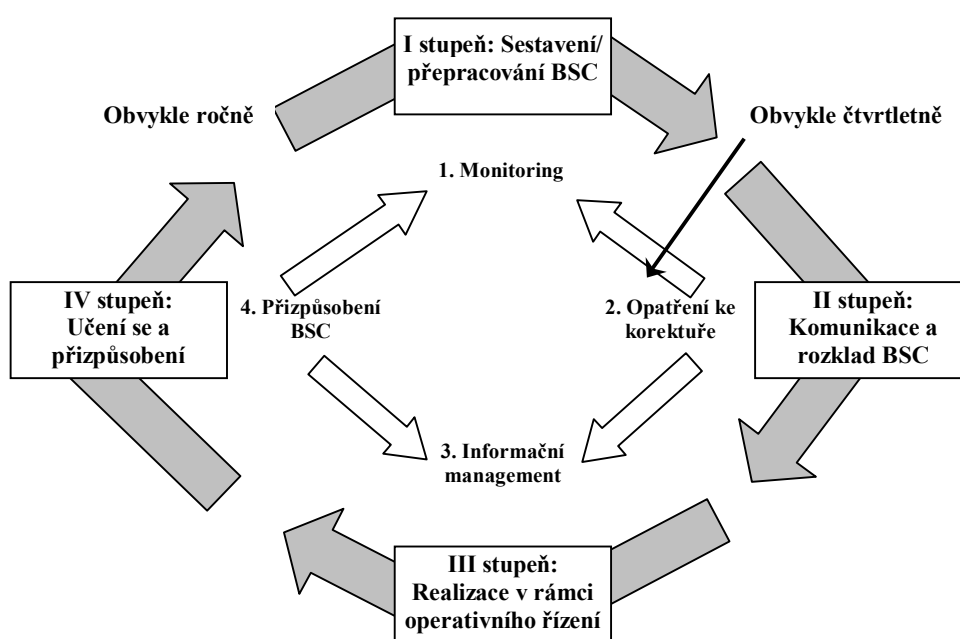 I stupeň: Sestavení/
přepracování BSC
Obvykle ročně
Obvykle čtvrtletně
1. Monitoring
IV stupeň:
Učení se a
přizpůsobení
4. Přizpůsobení
BSC
2. Opatření ke
korektuře
II stupeň:
Komunikace a
rozklad BSC
3. Informační
management
III stupeň:
Realizace v rámci
operativního řízení